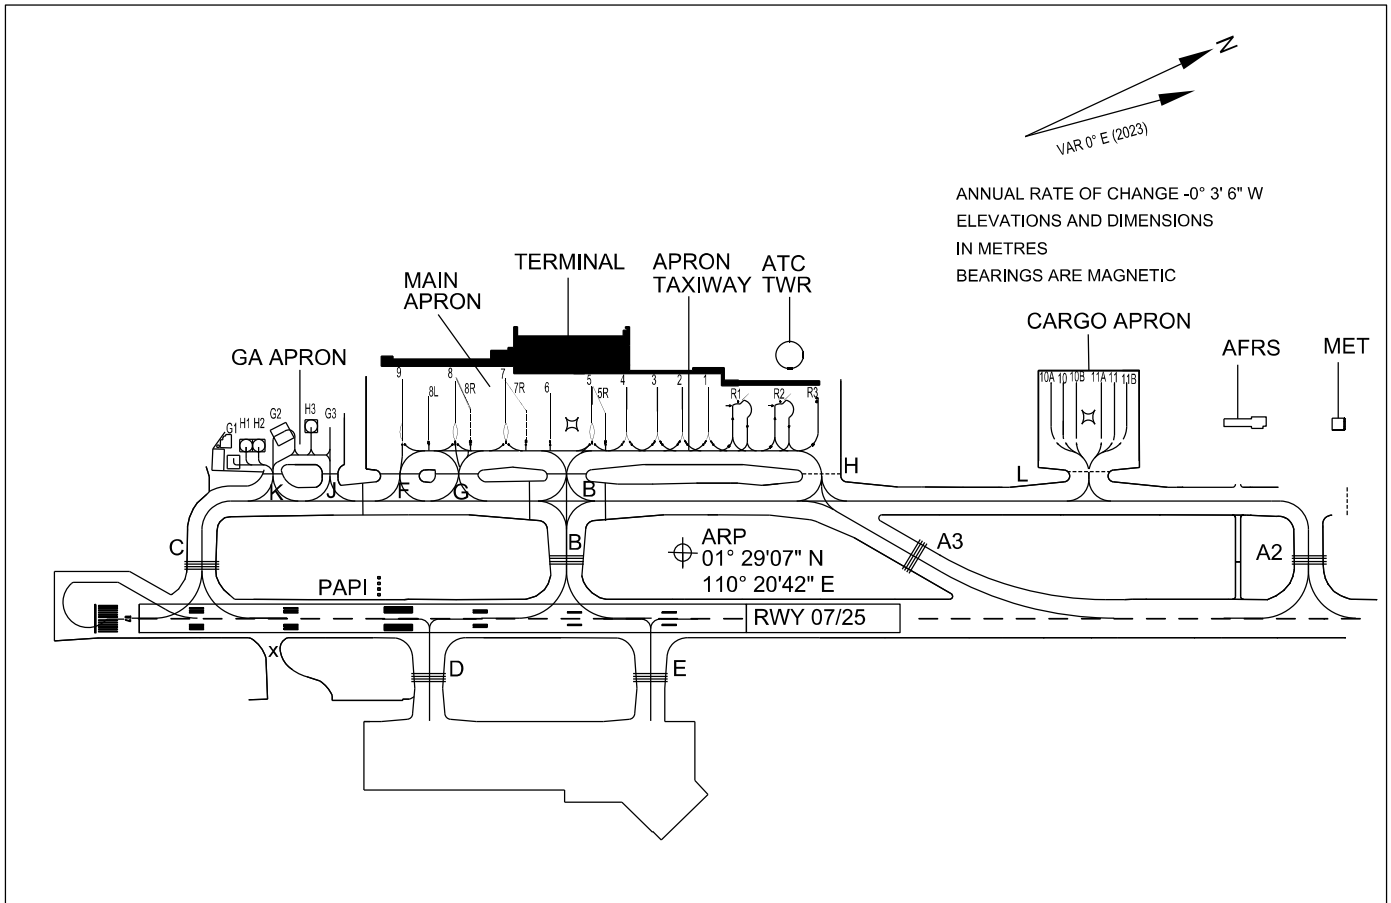 N
VAR 0° E (2023)
ANNUAL RATE OF CHANGE -0° 3' 6" W
ELEVATIONS AND DIMENSIONS
IN METRES
BEARINGS ARE MAGNETIC
TERMINAL
APRON
TAXIWAY
ATC
TWR
MAIN
APRON
CARGO APRON
GA APRON
AFRS
MET
9
8
7
6
5
4
3
2
1
8L
8R
7R
5R
R1
R2
R3
10A
10
10B
11A
11
11B
G1
H1
H2
G2
H3
G3
K
J
F
G
B
H
L
C
B
ARP
01° 29'07" N
110° 20'42" E
A3
A2
PAPI
RWY 07/25
x
D
E